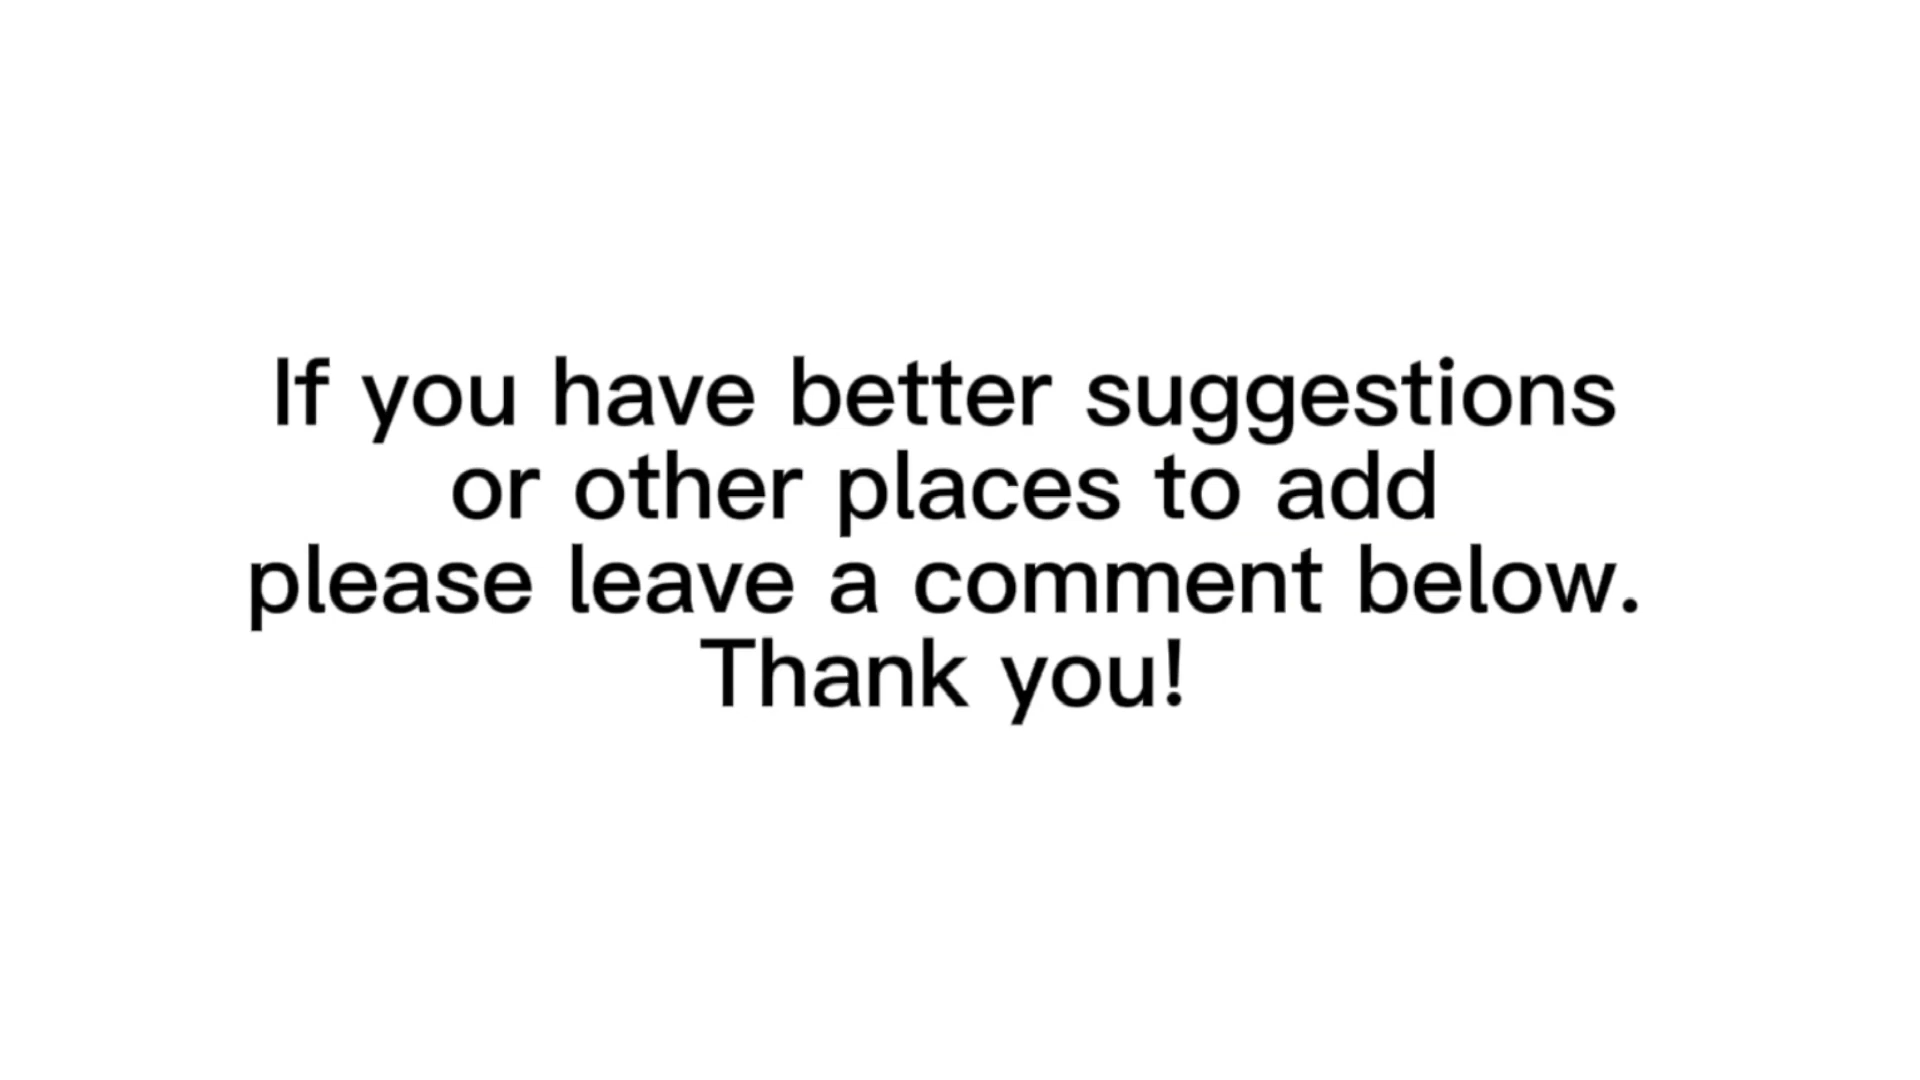 If you have better suggestions
or other places to add
please leave a comment below.
Thank you!